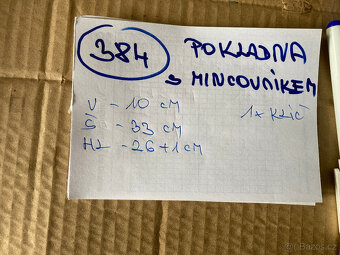 384
POKLADNA
S MINCOVNÍKEM
V - 10 CM
Š - 33 CM
HL - 26 + 1 CM
1x KLÍČ
© Bazos.cz